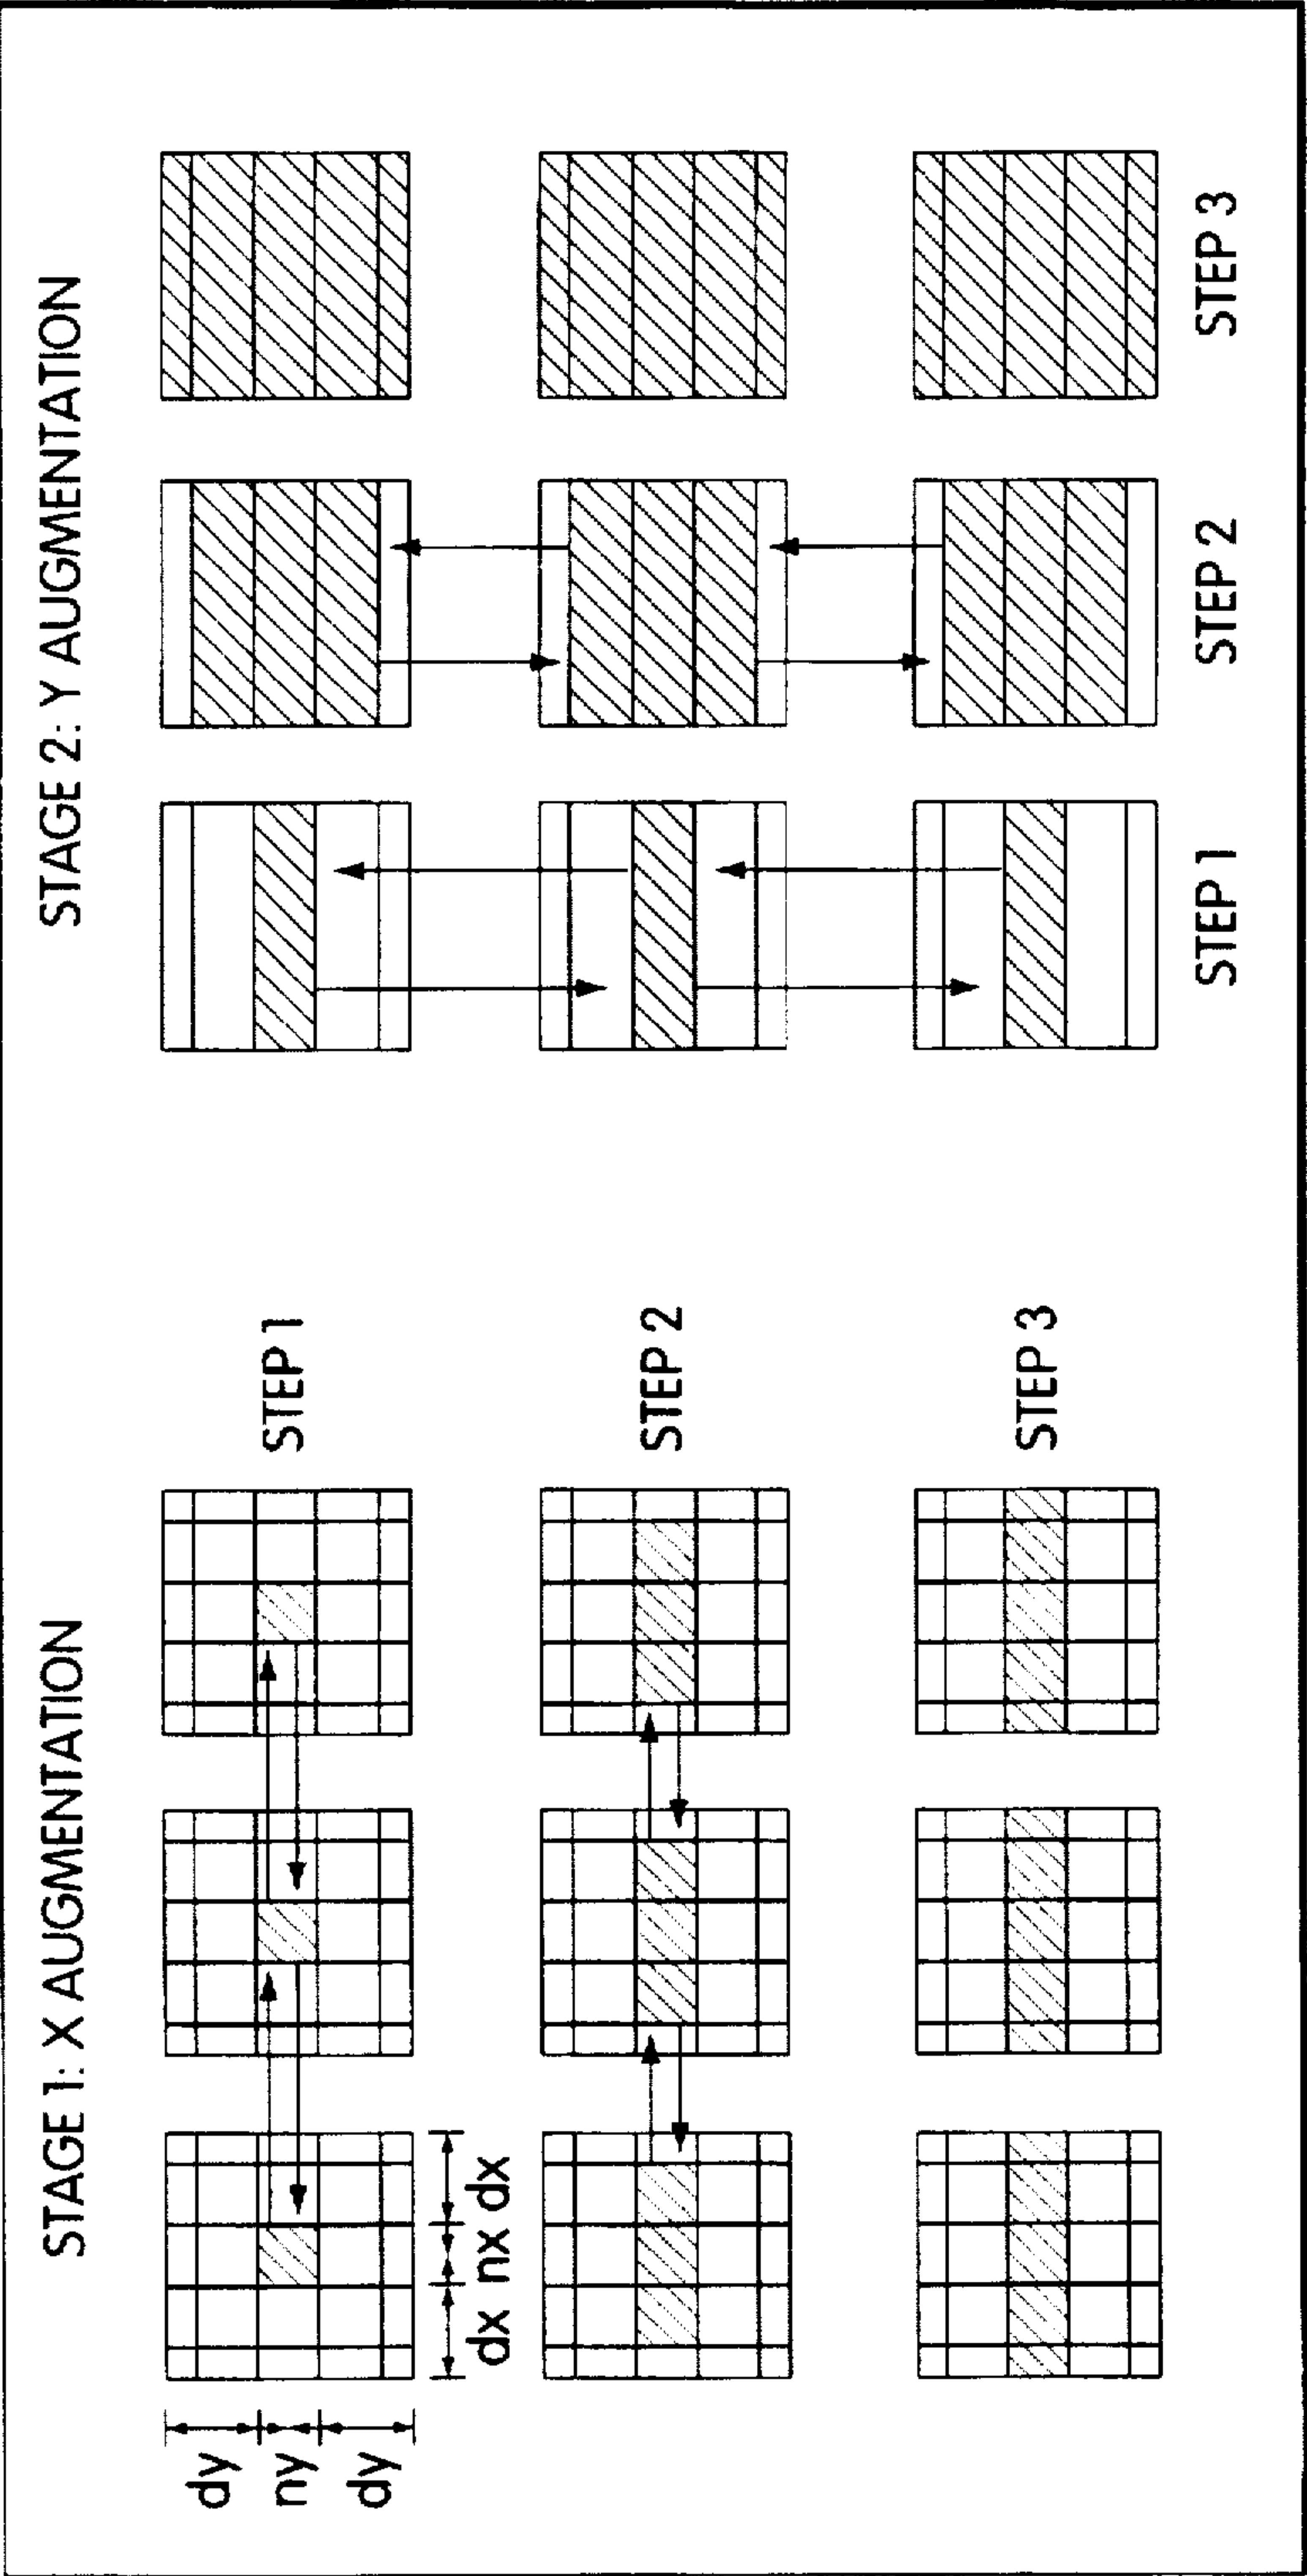 STAGE 1: X AUGMENTATION
STEP 1
dy
ny
dy
dx nx dx
STEP 2
STEP 3
STAGE 2: Y AUGMENTATION
STEP 1
STEP 2
STEP 3